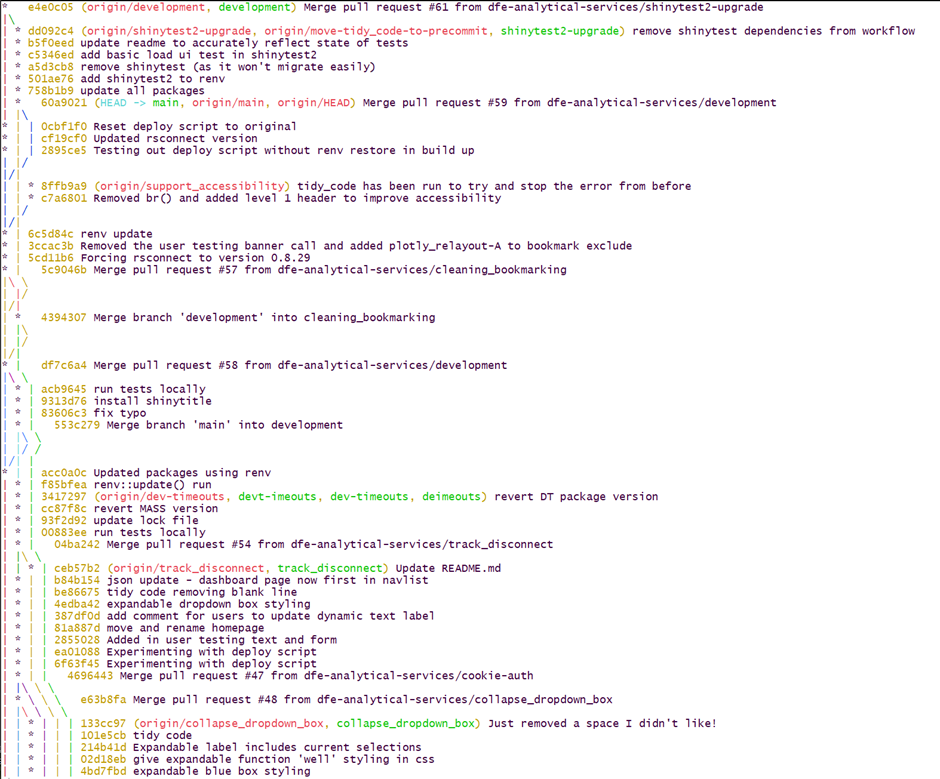 * e4e0c05 (origin/development, development) Merge pull request #61 from dfe-analytical-services/shinytest2-upgrade
|\
| * dd092c4 (origin/shinytest2-upgrade, origin/move-tidy_code-to-precommit, shinytest2-upgrade) remove shinytest dependencies from workflow
| * b5f0eed update readme to accurately reflect state of tests
| * c5346ed add basic load ui test in shinytest2
| * a5d3cb8 remove shinytest (as it won't migrate easily)
| * 501ae76 add shinytest2 to renv
| * 758b1b9 update all packages
| * 60a9021 (HEAD -> main, origin/main, origin/HEAD) Merge pull request #59 from dfe-analytical-services/development
| |\
* | | 0cbf1f0 Reset deploy script to original
* | | cf19cf0 Updated rsconnect version
* | | 2895ce5 Testing out deploy script without renv restore in build up
| |/
|/|
| | * 8ffb9a9 (origin/support_accessibility) tidy_code has been run to try and stop the error from before
| | * c7a6801 Removed br() and added level 1 header to improve accessibility
| |/
|/|
* | 6c5d84c renv update
* | 3ccac3b Removed the user testing banner call and added plotly_relayout-A to bookmark exclude
* | 5cd11b6 Forcing rsconnect to version 0.8.29
* | 5c9046b Merge pull request #57 from dfe-analytical-services/cleaning_bookmarking
|\ \
| |/
|/|
| * 4394307 Merge branch 'development' into cleaning_bookmarking
| |\
| |/
|/|
* | df7c6a4 Merge pull request #58 from dfe-analytical-services/development
|\ \
| * | acb9645 run tests locally
| * | 9313d76 install shinytitle
| * | 83606c3 fix typo
| * | 553c279 Merge branch 'main' into development
| |\ \
| |/ /
|/| |
* | | acc0a0c Updated packages using renv
| * | f85bfea renv::update() run
| * | 3417297 (origin/dev-timeouts, devt-imeouts, dev-timeouts, deimeouts) revert DT package version
| * | cc87f8c revert MASS version
| * | 93f2d92 update lock file
| * | 00883ee run tests locally
| * | 04ba242 Merge pull request #54 from dfe-analytical-services/track_disconnect
| |\ \
| | * | ceb57b2 (origin/track_disconnect, track_disconnect) Update README.md
| * | | b84b154 json update - dashboard page now first in navlist
| * | | be86675 tidy code removing blank line
| * | | 4edba42 expandable dropdown box styling
| * | | 387df0d add comment for users to update dynamic text label
| * | | 81a887d move and rename homepage
| * | | 2855028 Added in user testing text and form
| * | | ea01088 Experimenting with deploy script
| * | | 6f63f45 Experimenting with deploy script
| * | | 4696443 Merge pull request #47 from dfe-analytical-services/cookie-auth
| |\ \ \
| * \ \ \ e63b8fa Merge pull request #48 from dfe-analytical-services/collapse_dropdown_box
| |\ \ \ \
| | * | | | 133cc97 (origin/collapse_dropdown_box, collapse_dropdown_box) Just removed a space I didn't like!
| | * | | | 101e5cb tidy code
| | * | | | 214b41d Expandable label includes current selections
| | * | | | 02d18eb give expandable function 'well' styling in css
| | * | | | 4bd7fbd expandable blue box styling